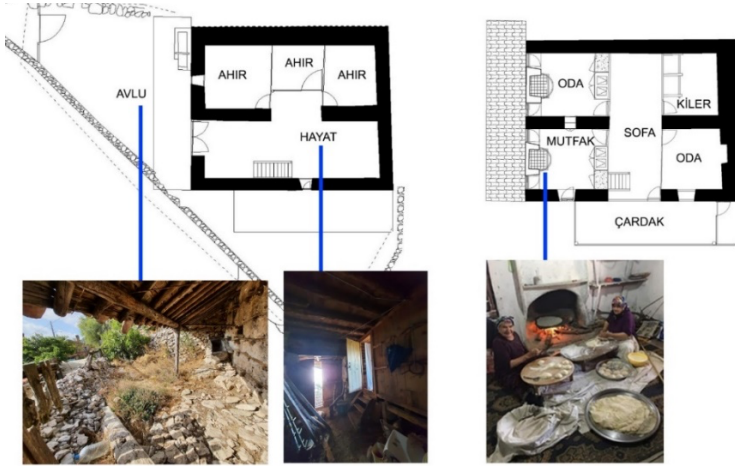 AHIR
AHIR
AHIR
AVLU
HAYAT
ODA
KİLER
SOFA
MUTFAK
ODA
ÇARDAK